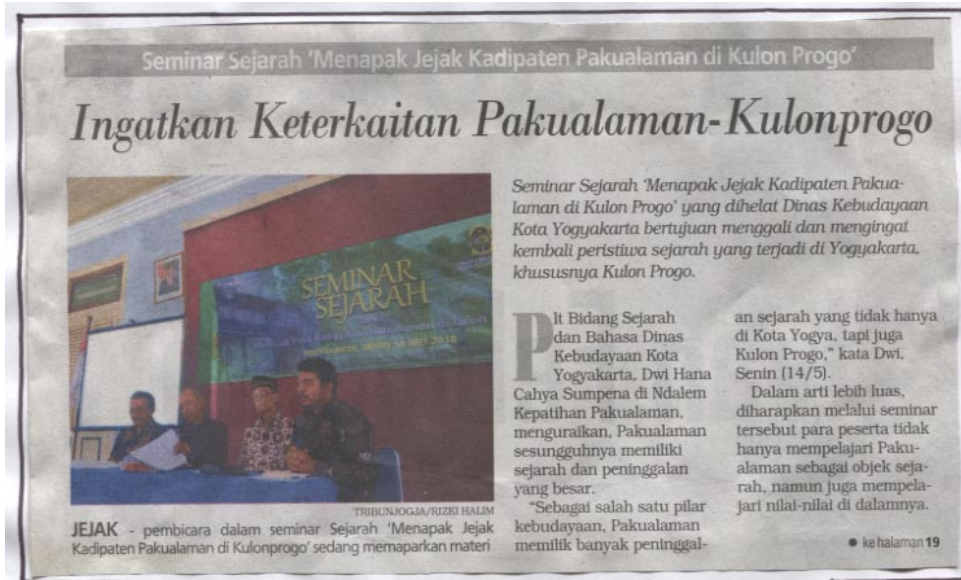 Seminar Sejarah 'Menapak Jejak Kadipaten Pakualaman di Kulon Progo'
Ingatkan Keterkaitan Pakualaman-Kulonprogo
SEMINAR
SEJARAH
TRIBUNJOGJA/RIZKI HALIM
JEJAK - pembicara dalam seminar Sejarah 'Menapak Jejak
Kadipaten Pakualaman di Kulonprogo' sedang memaparkan materi
Seminar Sejarah 'Menapak Jejak Kadipaten Pakua-
laman di Kulon Progo' yang dihelat Dinas Kebudayaan
Kota Yogyakarta bertujuan menggali dan mengingat
kembali peristiwa sejarah yang terjadi di Yogyakarta,
khususnya Kulon Progo.
Plt Bidang Sejarah
dan Bahasa Dinas
Kebudayaan Kota
Yogyakarta, Dwi Hana
Cahya Sumpena di Ndalem
Kepatihan Pakualaman,
menguraikan, Pakualaman
sesungguhnya memiliki
sejarah dan peninggalan
yang besar.
"Sebagai salah satu pilar
kebudayaan, Pakualaman
memilik banyak peninggal-
an sejarah yang tidak hanya
di Kota Yogya, tapi juga
Kulon Progo," kata Dwi,
Senin (14/5).
Dalam arti lebih luas,
diharapkan melalui seminar
tersebut para peserta tidak
hanya mempelajari Paku-
alaman sebagai objek seja-
rah, namun juga mempela-
jari nilai-nilai di dalamnya.
● ke halaman 19